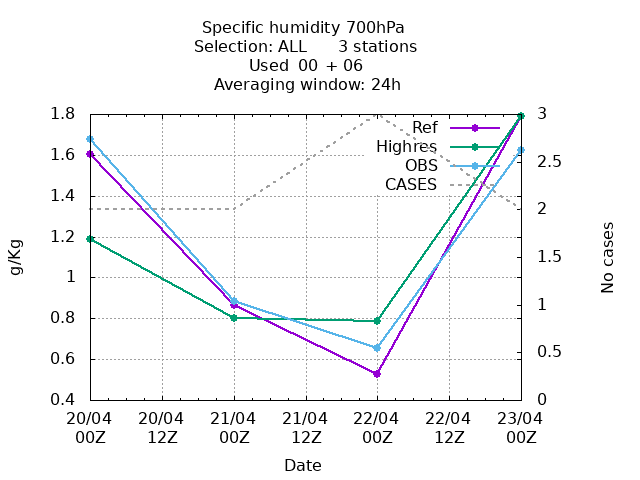 Specific humidity 700hPa
Selection: ALL 3 stations
Used 00 + 06
Averaging window: 24h
1.8
1.6
1.4
1.2
1
0.8
0.6
0.4
g/Kg
Ref
Highres
OBS
CASES
3
2.5
2
1.5
1
0.5
0
No cases
20/04 20/04 21/04 21/04 22/04 22/04 23/04
00Z 12Z 00Z 12Z 00Z 12Z 00Z
Date